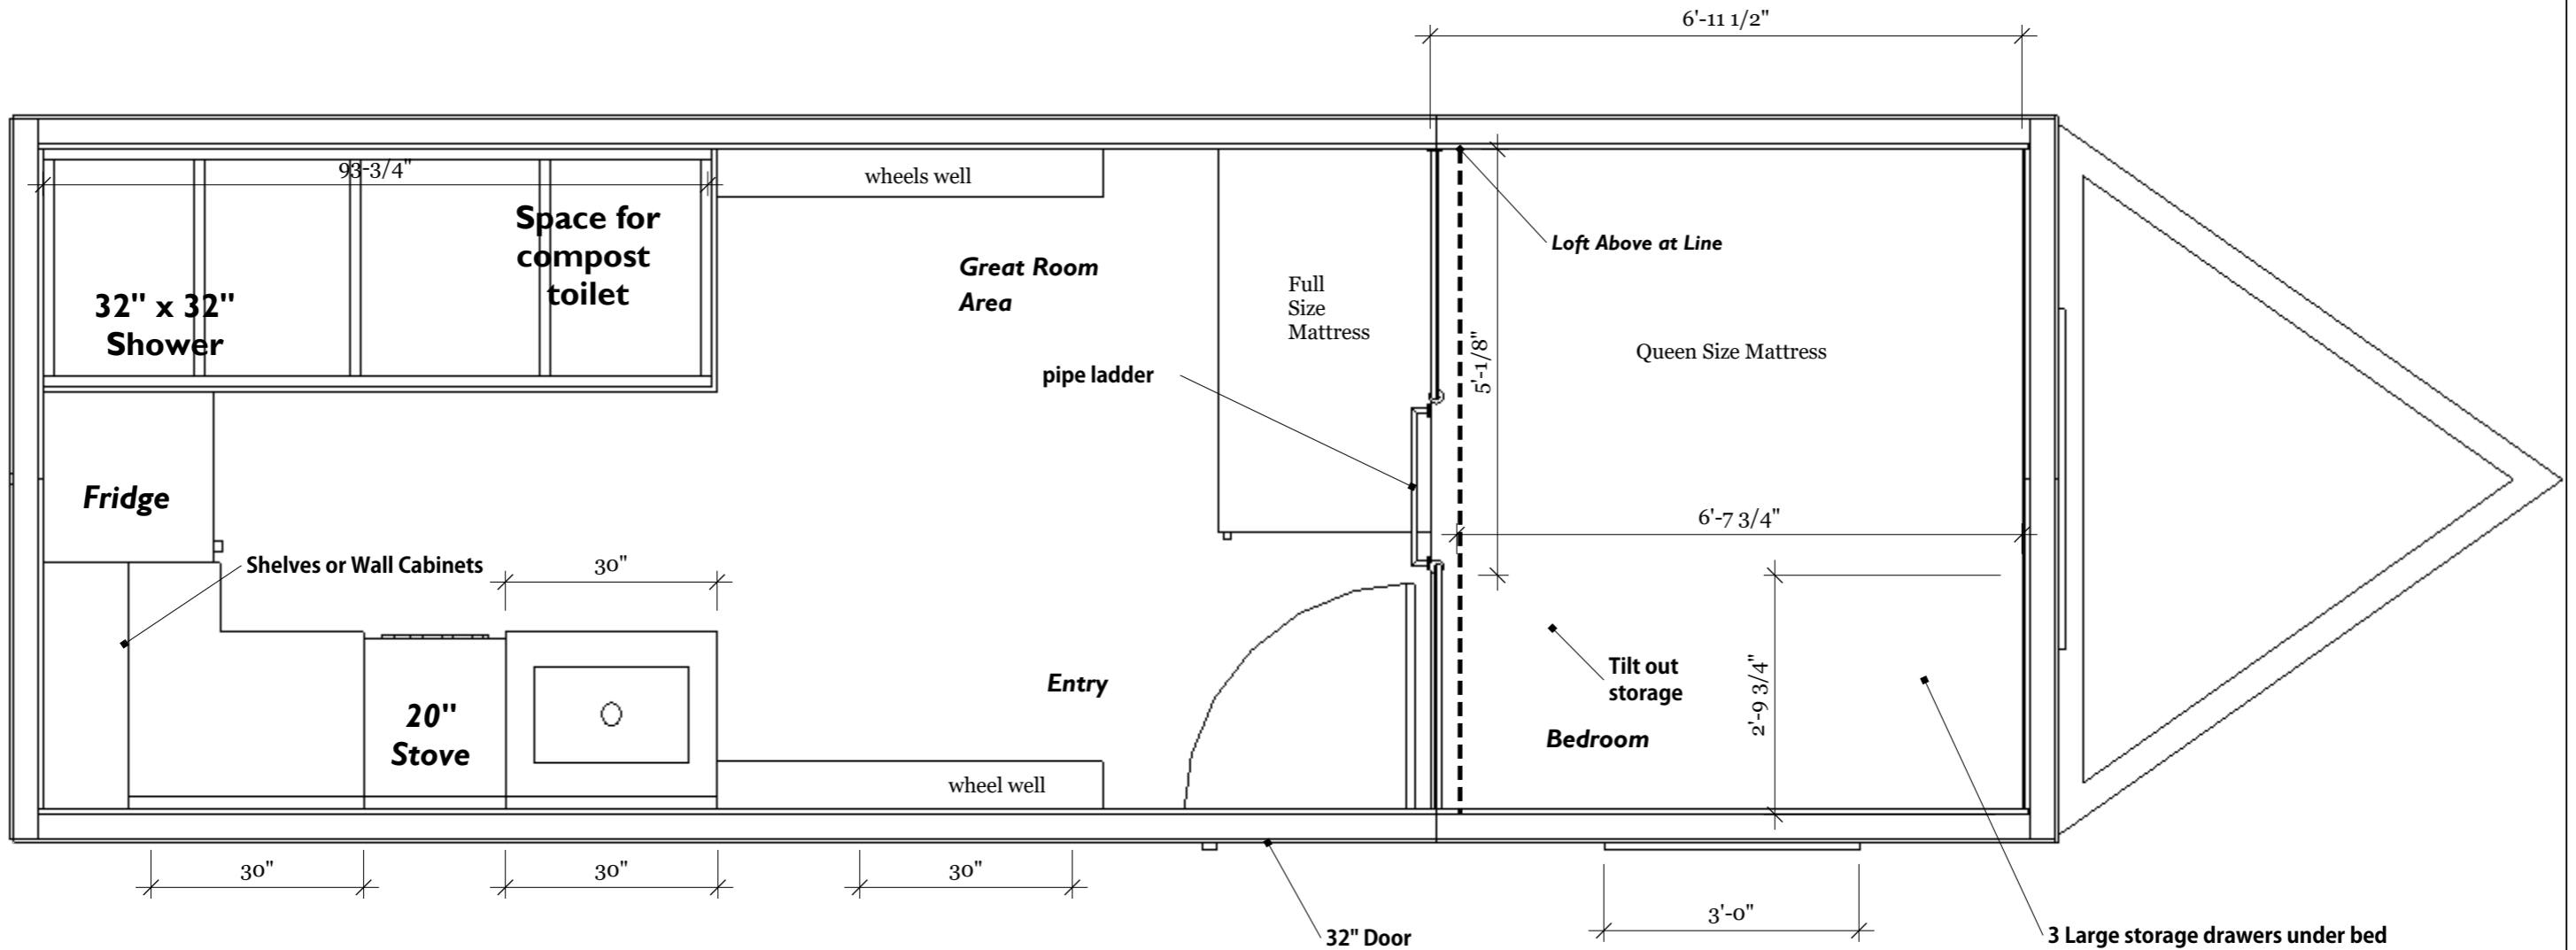 6'-11 1/2"
93-3/4"
wheels well
Space for
compost
toilet
32" x 32"
Shower
Great Room
Area
Full
Size
Mattress
Loft Above at Line
5'-1/8"
Queen Size Mattress
pipe ladder
Fridge
6'-7 3/4"
Shelves or Wall Cabinets
30"
Entry
Tilt out
storage
2'-9 3/4"
Bedroom
20"
Stove
wheel well
30"
30"
30"
3'-0"
32" Door
3 Large storage drawers under bed